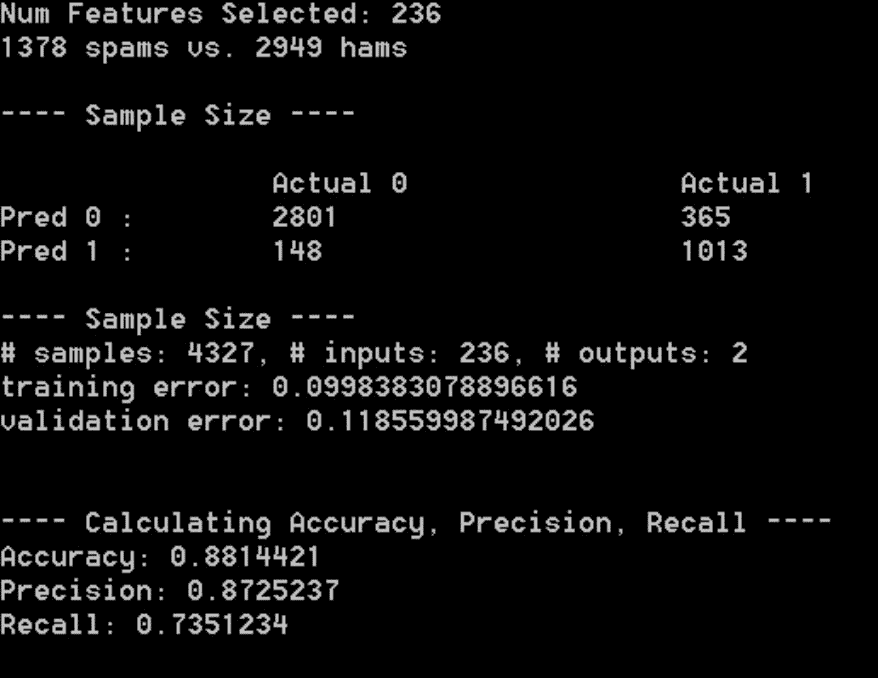 Num Features Selected: 236
1378 spams vs. 2949 hams
---- Sample Size ----
Actual 0 Actual 1
Pred 0 : 2801 365
Pred 1 : 148 1013
---- Sample Size ----
# samples: 4327, # inputs: 236, # outputs: 2
training error: 0.0998383078896616
validation error: 0.118559987492026
---- Calculating Accuracy, Precision, Recall ----
Accuracy: 0.8814421
Precision: 0.8725237
Recall: 0.7351234